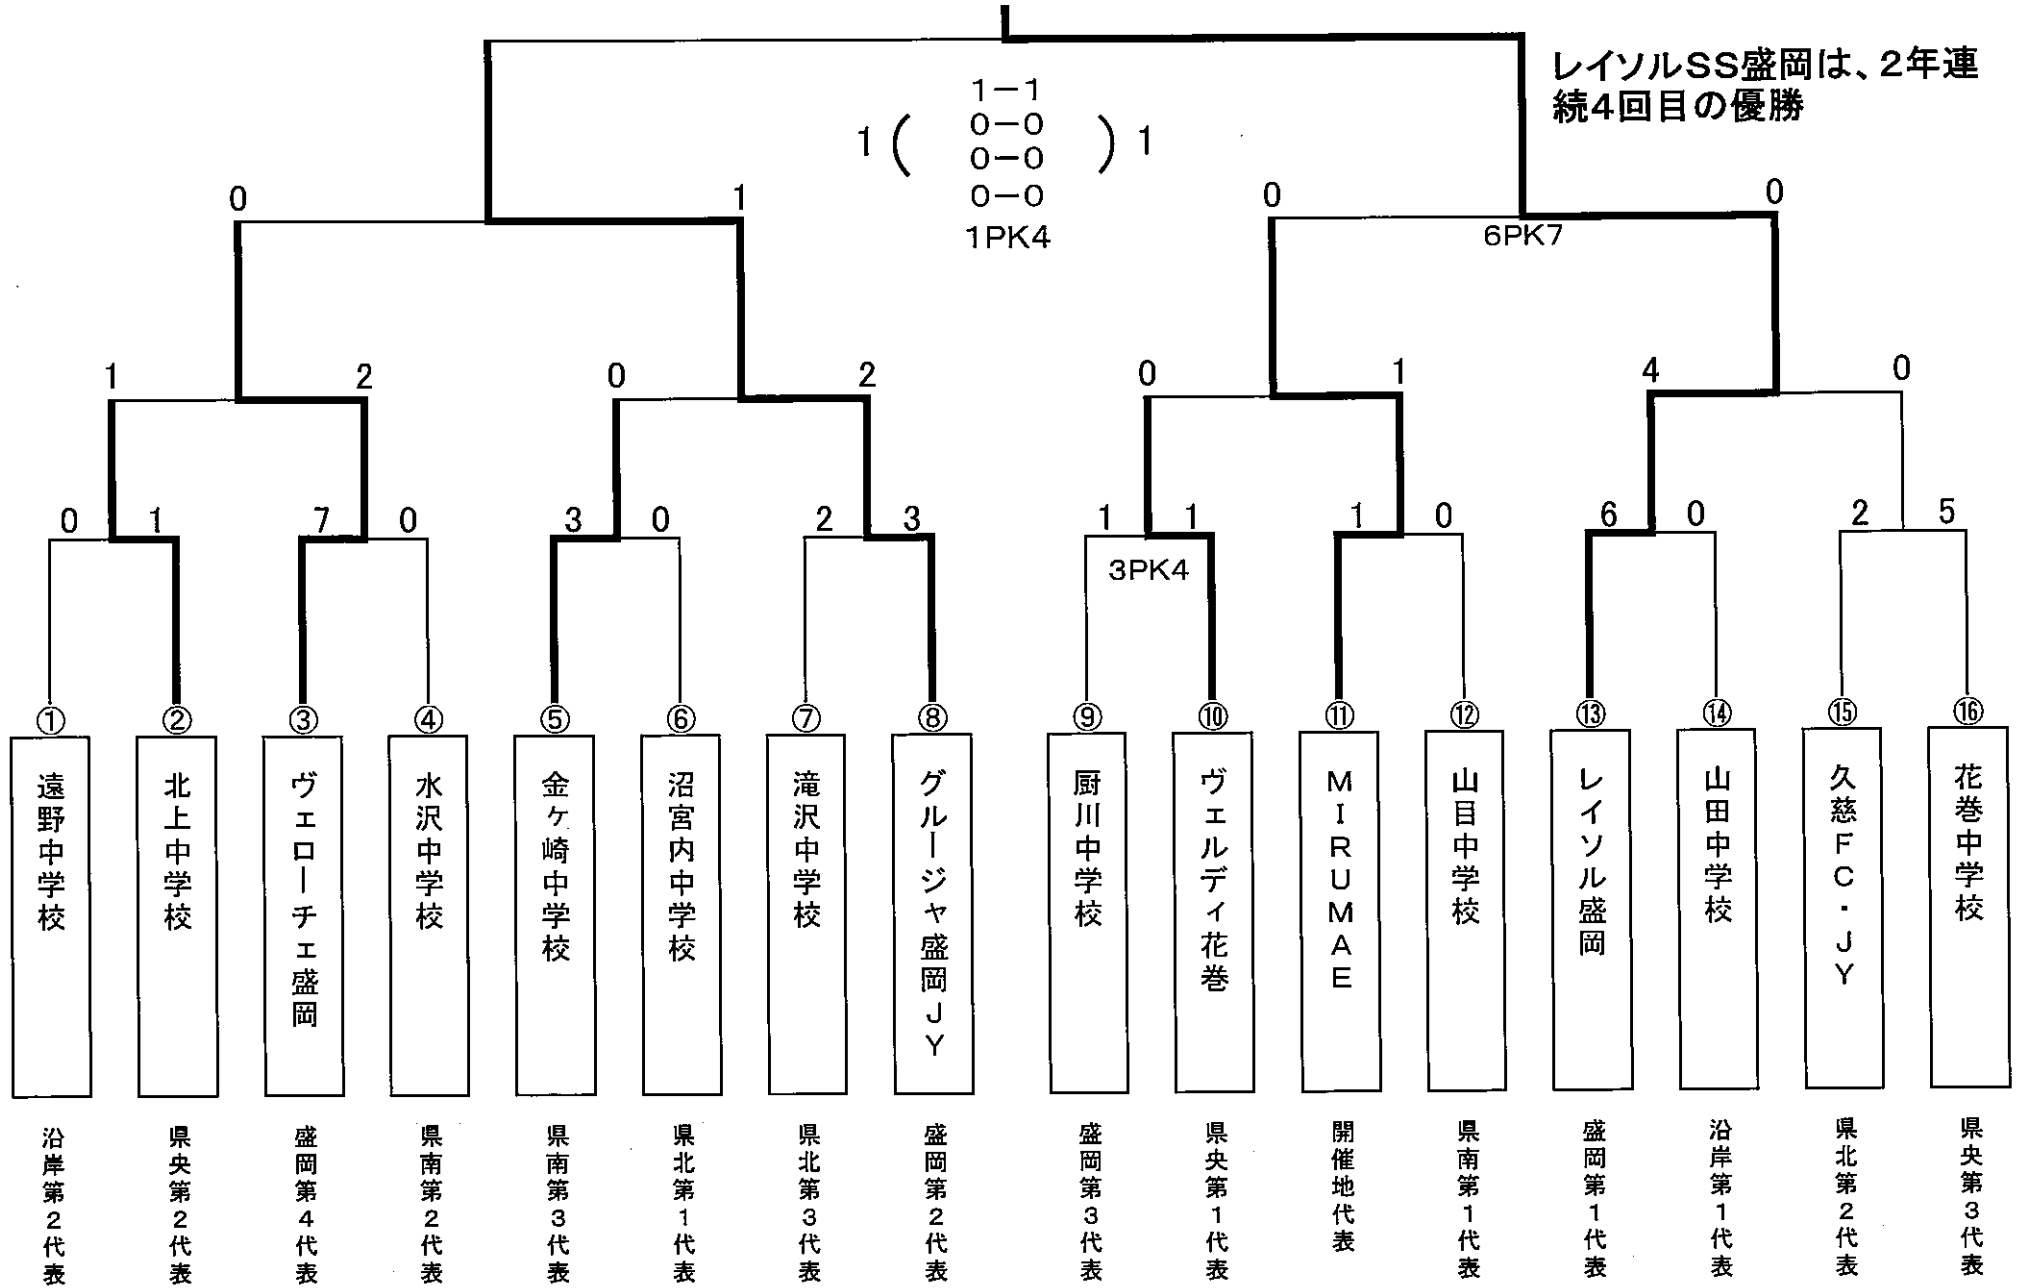 レイソルSS盛岡は、2年連
続4回目の優勝
1-1
0-0
1 ( ) 1
0-0
0-0
1PK4
0 1 0 0
6PK7
1 2 0 2 0 1 4 0
0 1 7 0 3 0 2 3 1 1 1 0 6 0 2 5
3PK4
① ② ③ ④ ⑤ ⑥ ⑦ ⑧ ⑨ ⑩ ⑪ ⑫ ⑬ ⑭ ⑮ ⑯
遠野中学校
北上中学校
ヴェローチェ盛岡
水沢中学校
金ヶ崎中学校
沼宮内中学校
滝沢中学校
グルージャ盛岡JY
厨川中学校
ヴェルディ花巻
MIRUMAE
山目中学校
レイソル盛岡
山田中学校
久慈FC・JY
花巻中学校
沿岸第2代表
県央第2代表
盛岡第4代表
県南第2代表
県南第3代表
県北第1代表
県北第3代表
盛岡第2代表
盛岡第3代表
県央第1代表
開催地代表
県南第1代表
盛岡第1代表
沿岸第1代表
県北第2代表
県央第3代表